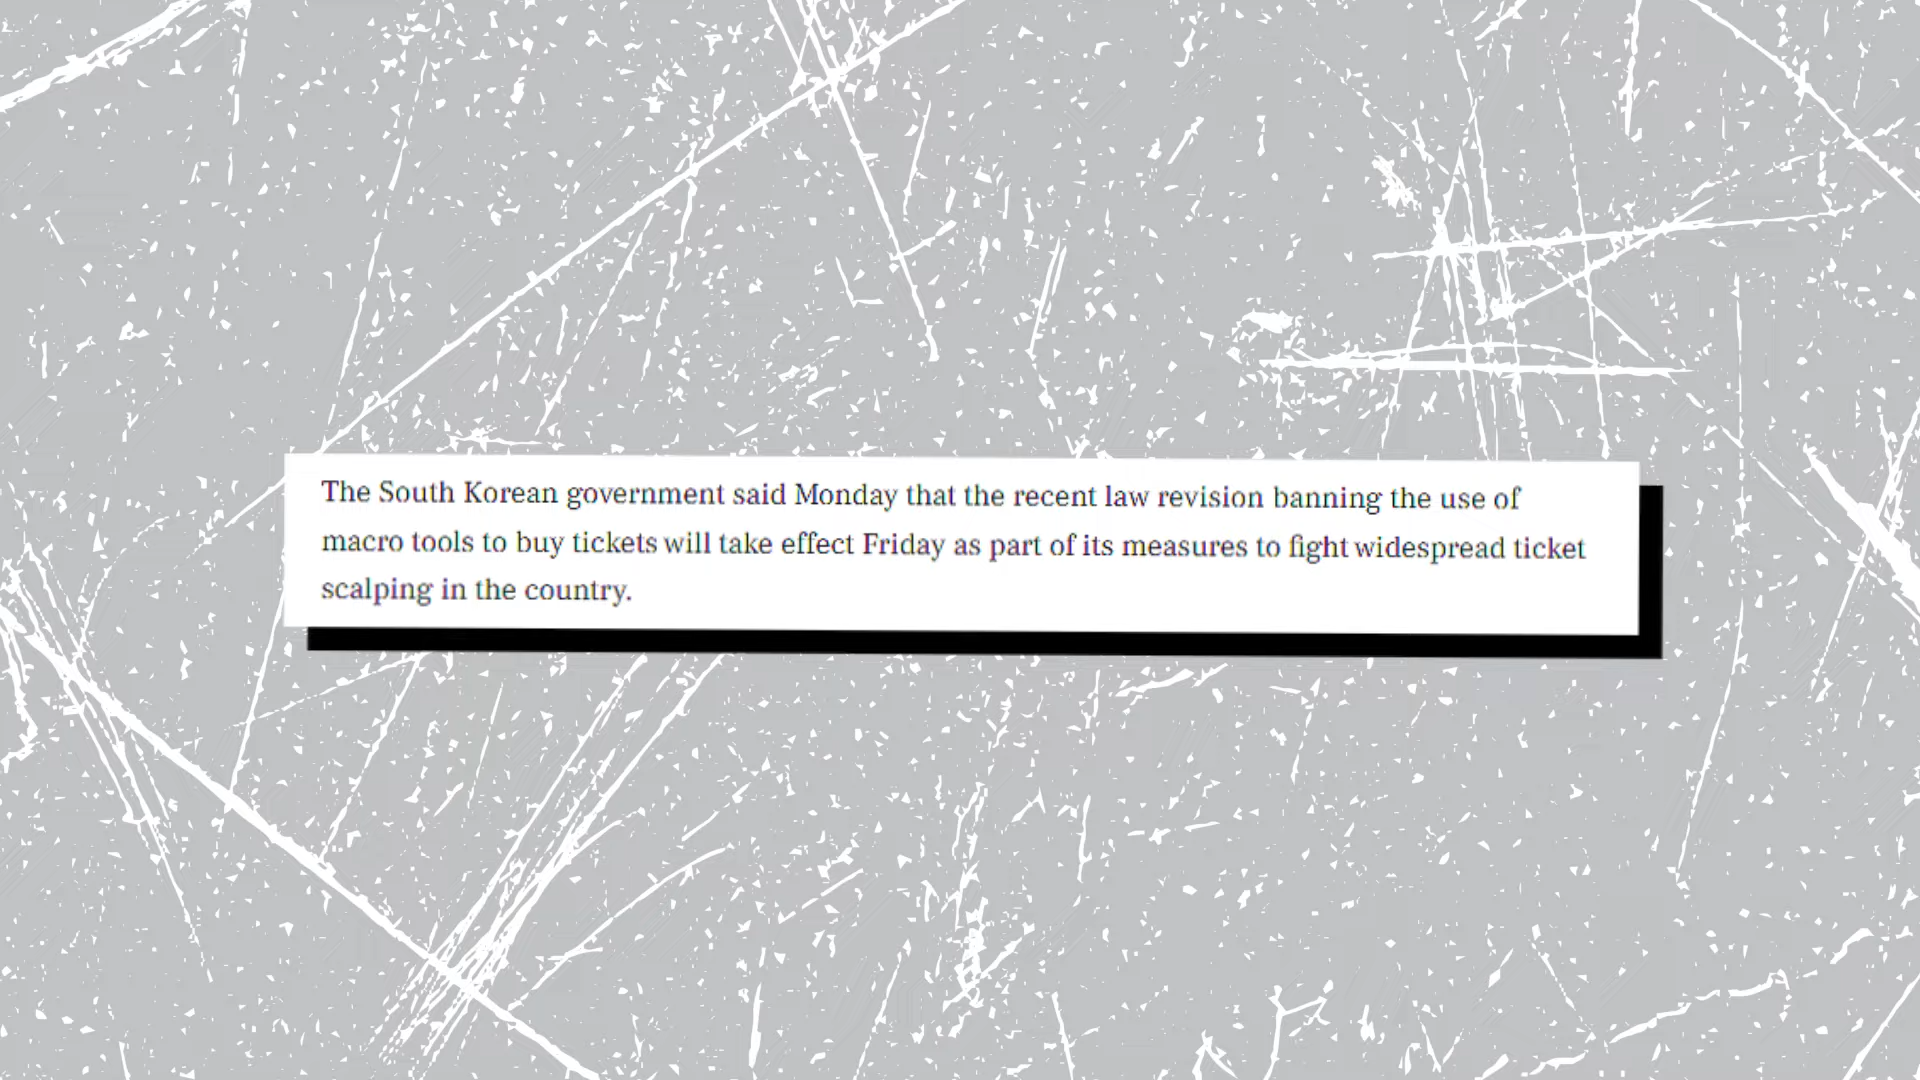 The South Korean government said Monday that the recent law revision banning the use of
macro tools to buy tickets will take effect Friday as part of its measures to fight widespread ticket
scalping in the country.